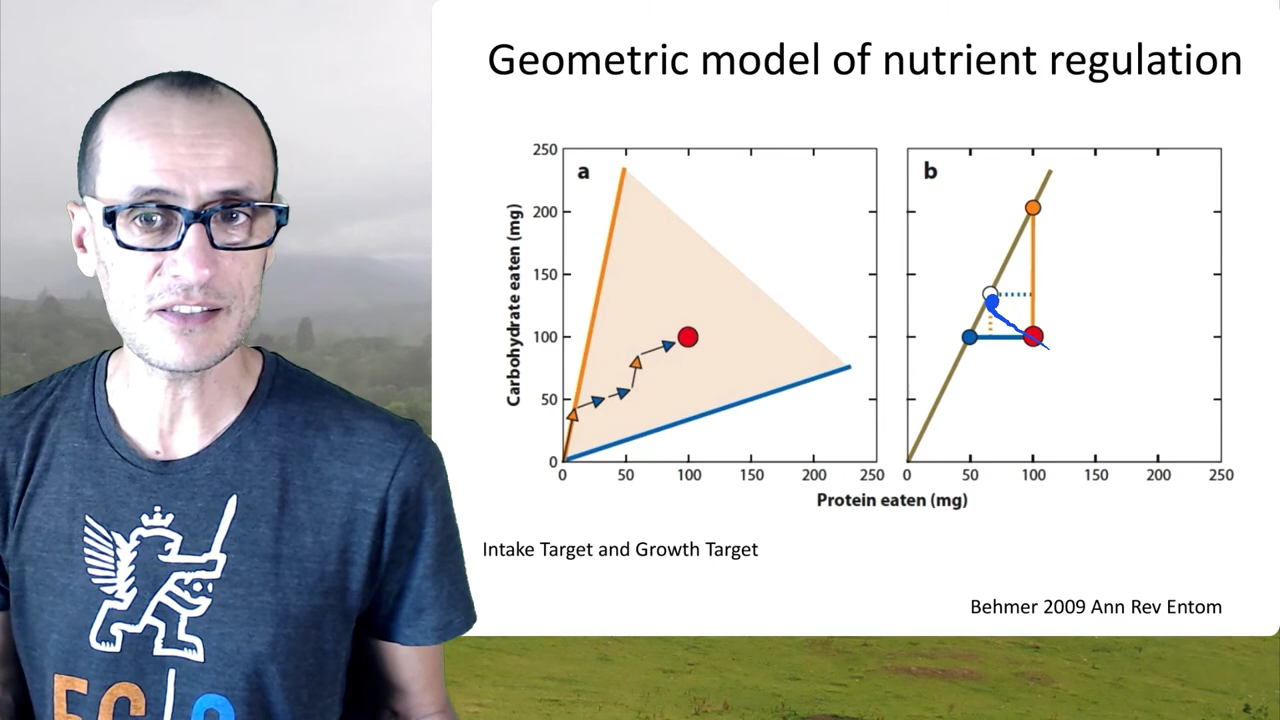 Geometric model of nutrient regulation
a
b
250
200
150
100
50
0
Carbohydrate eaten (mg)
0 50 100 150 200 250
0 50 100 150 200 250
Protein eaten (mg)
Intake Target and Growth Target
Behmer 2009 Ann Rev Entom